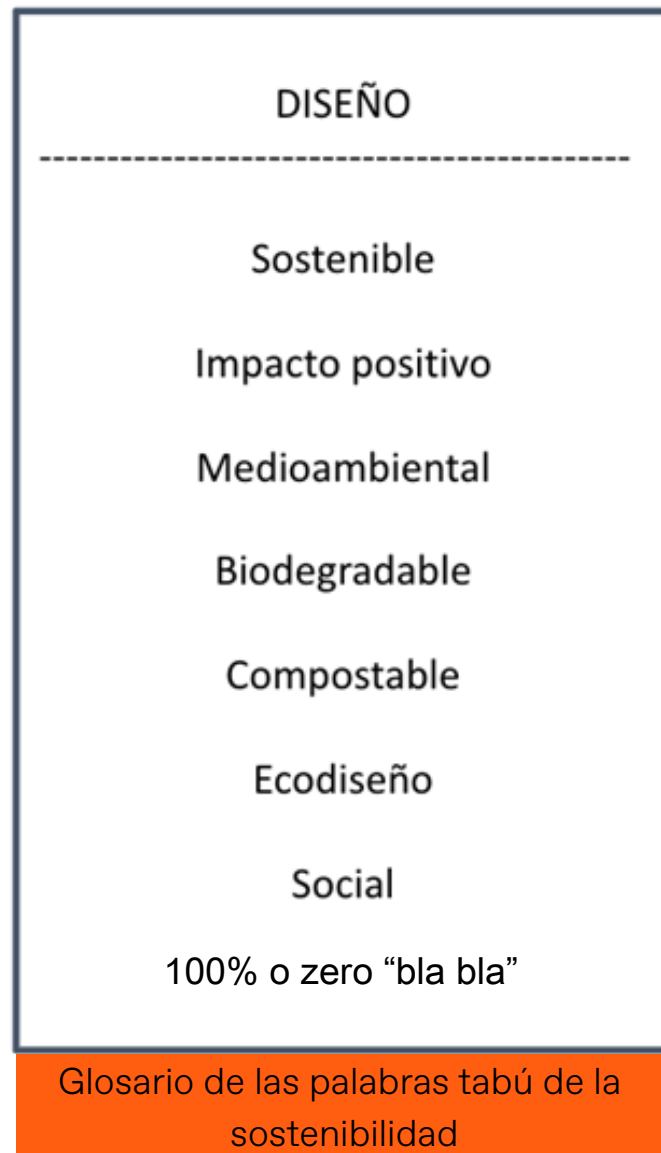 DISEÑO
-------------------------------------------
Sostenible
Impacto positivo
Medioambiental
Biodegradable
Compostable
Ecodiseño
Social
100% o zero “bla bla”
Glosario de las palabras tabú de la
sostenibilidad